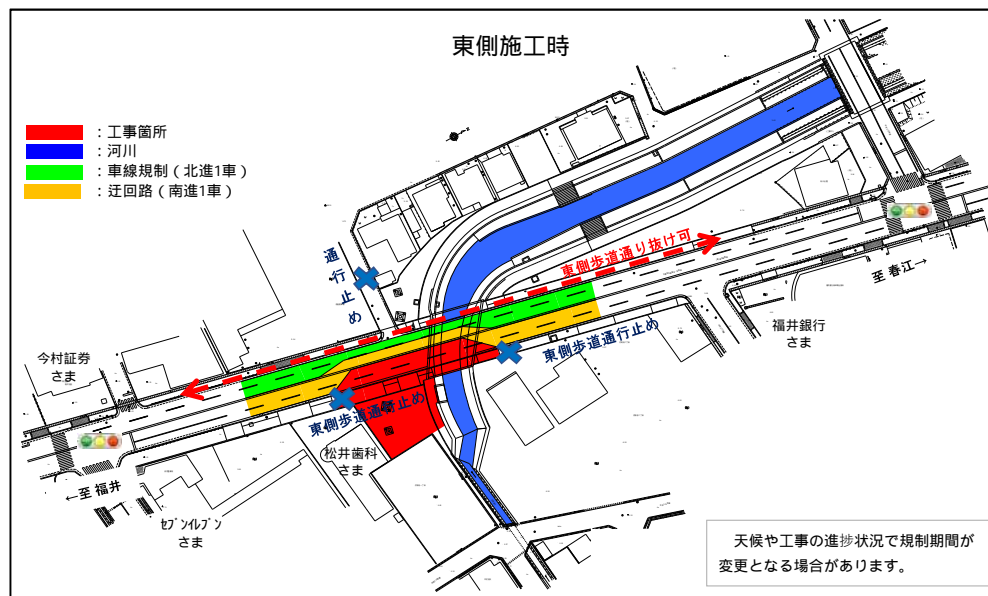 東側施工時
：工事箇所
：河川
：車線規制（北進1車）
：迂回路（南進1車）
通行止め
東側歩道通り抜け可
至 春江→
福井銀行
さま
東側歩道通行止め
今村証券
さま
東側歩道通行止め
松井歯科
さま
←至 福井
ｾﾌﾞﾝｲﾚﾌﾞﾝ
さま
天候や工事の進捗状況で規制期間が
変更となる場合があります。